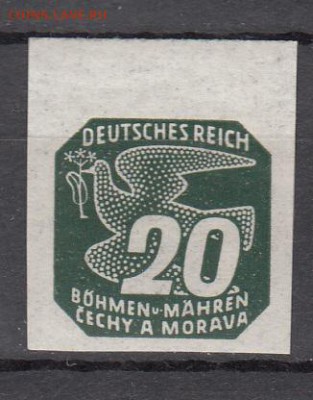 DEUTSCHES REICH
20
BÖHMEN u. MÄHREN
ČECHY A MORAVA